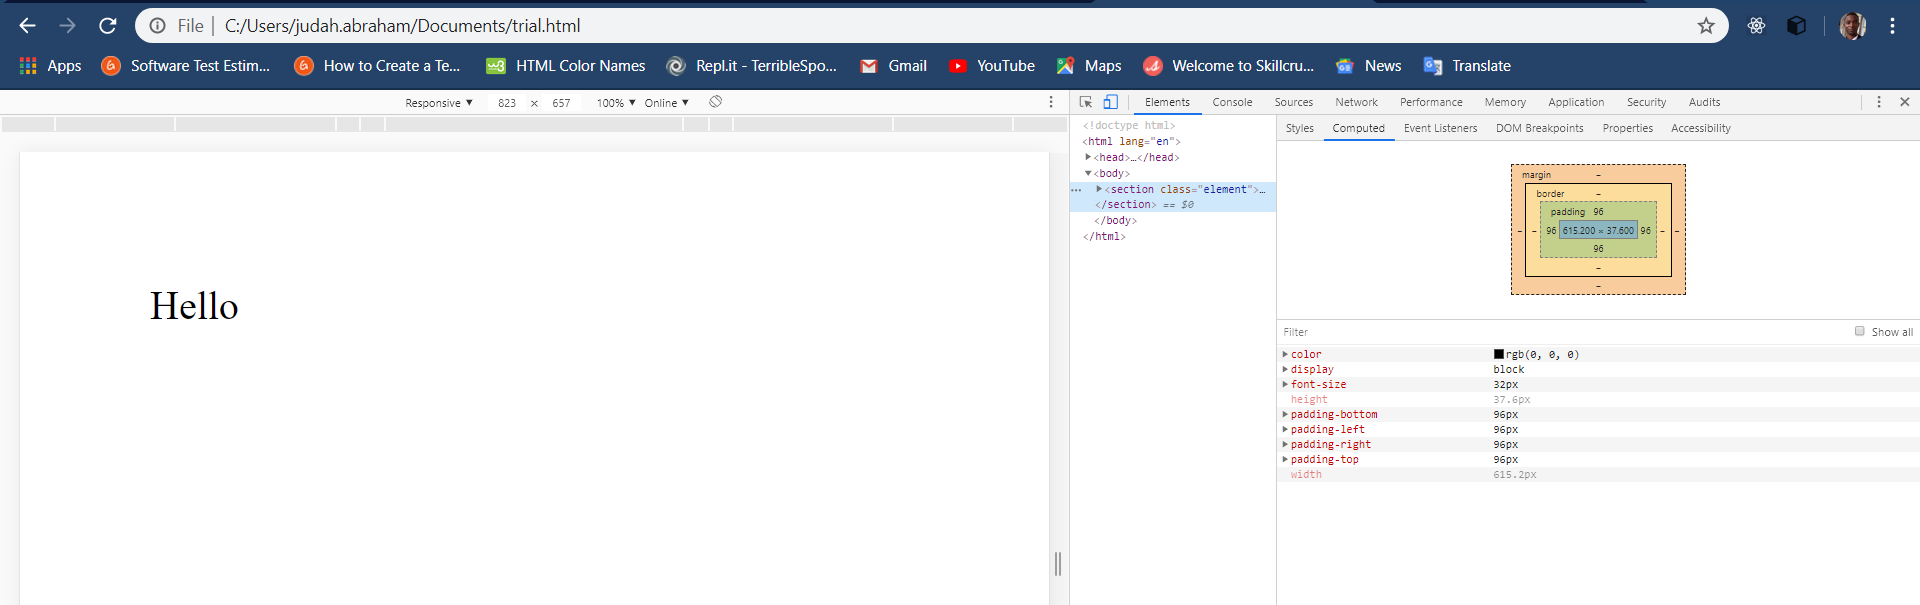 File | C:/Users/judah.abraham/Documents/trial.html
Apps Software Test Estim... How to Create a Te... HTML Color Names Repl.it - TerribleSpo... Gmail YouTube Maps Welcome to Skillcru... News Translate
Responsive ▼ 823 x 657 100% ▼ Online ▼
Elements Console Sources Network Performance Memory Application Security Audits
<!doctype html>
<html lang="en">
▶<head>…</head>
▼<body>
▶<section class="element">…
</section> == $0
</body>
</html>
Styles Computed Event Listeners DOM Breakpoints Properties Accessibility
margin –
border –
padding 96
– – 96 615.200 × 37.600 96 – –
96
–
–
Filter Show all
color rgb(0, 0, 0)
display block
font-size 32px
height 37.6px
padding-bottom 96px
padding-left 96px
padding-right 96px
padding-top 96px
width 615.2px
Hello